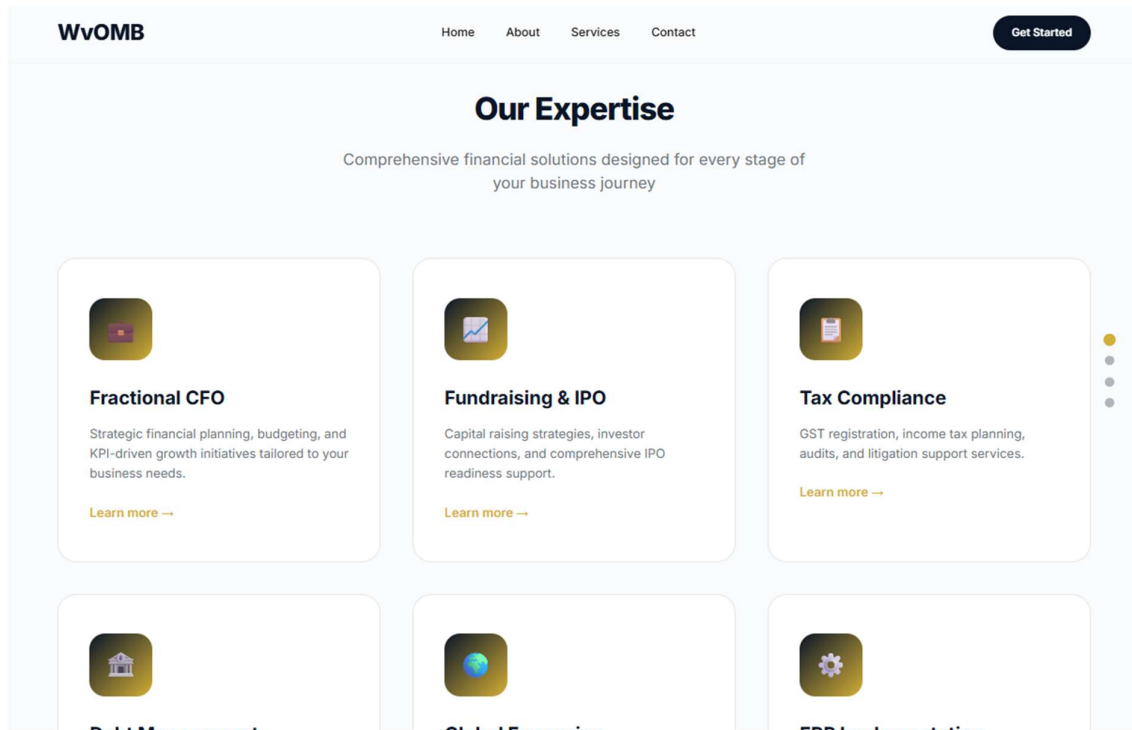 WvOMB
Home
About
Services
Contact
Get Started
Our Expertise
Comprehensive financial solutions designed for every stage of
your business journey
Fractional CFO
Strategic financial planning, budgeting, and
KPI-driven growth initiatives tailored to your
business needs.
Learn more →
Fundraising & IPO
Capital raising strategies, investor
connections, and comprehensive IPO
readiness support.
Learn more →
Tax Compliance
GST registration, income tax planning,
audits, and litigation support services.
Learn more →